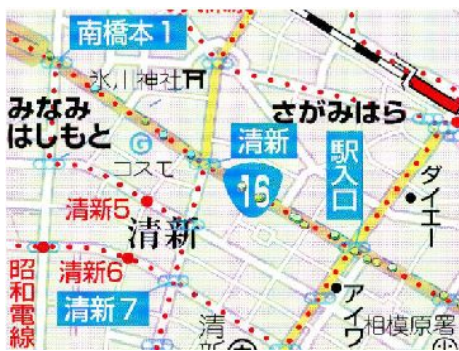 南橋本1
氷川神社
みなみ
はしもと
さがみはら
G
清新
駅入口
コスモ
16
ダイエー
清新5
清新
清新6
昭和電線
清新7
アイワ
相模原署
清新